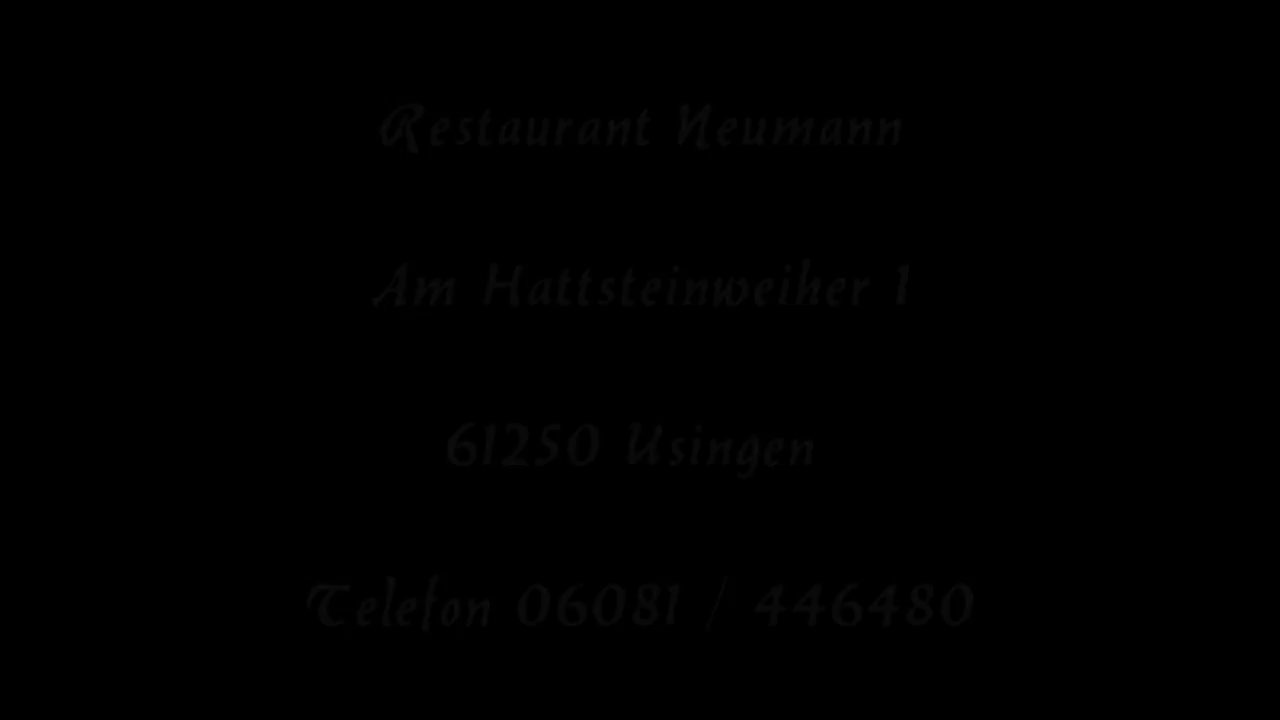 Restaurant Neumann
Am Hattsteinweiher 1
61250 Usingen
Telefon 06081 / 446480